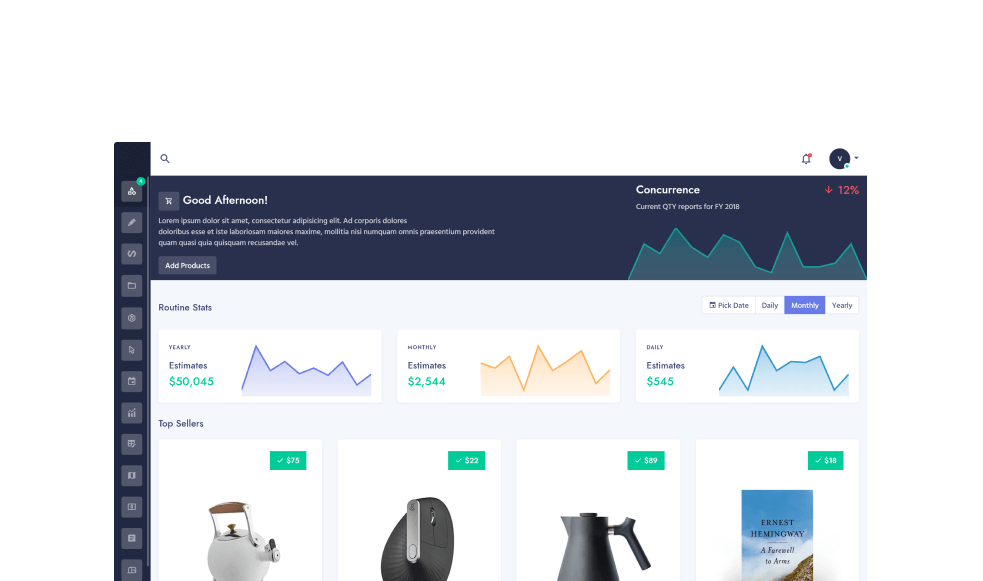 V
Good Afternoon!
Lorem ipsum dolor sit amet, consectetur adipisicing elit. Ad corporis dolores
doloribus esse et iste laboriosam maiores maxime, mollitia nisi numquam omnis praesentium provident
quam quasi quia quisquam recusandae vel.
Add Products
Concurrence
12%
Current QTY reports for FY 2018
Routine Stats
Pick Date
Daily
Monthly
Yearly
YEARLY
Estimates
$50,045
MONTHLY
Estimates
$2,544
DAILY
Estimates
$545
Top Sellers
$75
$22
$89
$18
ERNEST
HEMINGWAY
A Farewell
to Arms